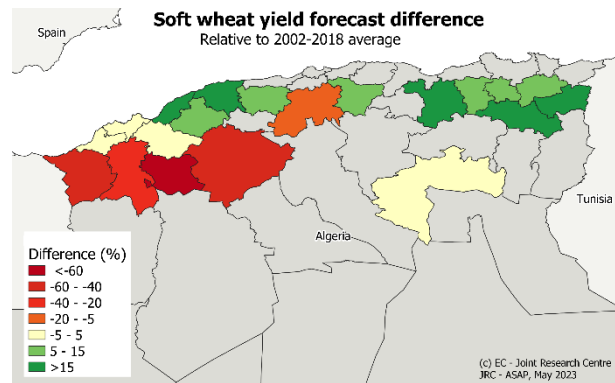 Soft wheat yield forecast difference
Relative to 2002-2018 average
Spain
Tunisia
Algeria
Difference (%)
<-60
-60 - -40
-40 - -20
-20 - -5
-5 - 5
5 - 15
>15
(c) EC - Joint Research Centre
JRC - ASAP, May 2023